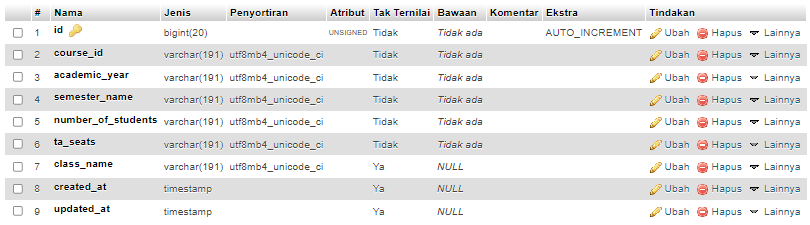 # Nama Jenis Penyortiran Atribut Tak Ternilai Bawaan Komentar Ekstra Tindakan
1 id bigint(20) UNSIGNED Tidak Tidak ada AUTO_INCREMENT Ubah Hapus Lainnya
2 course_id varchar(191) utf8mb4_unicode_ci Tidak Tidak ada Ubah Hapus Lainnya
3 academic_year varchar(191) utf8mb4_unicode_ci Tidak Tidak ada Ubah Hapus Lainnya
4 semester_name varchar(191) utf8mb4_unicode_ci Tidak Tidak ada Ubah Hapus Lainnya
5 number_of_students varchar(191) utf8mb4_unicode_ci Tidak Tidak ada Ubah Hapus Lainnya
6 ta_seats varchar(191) utf8mb4_unicode_ci Tidak Tidak ada Ubah Hapus Lainnya
7 class_name varchar(191) utf8mb4_unicode_ci Ya NULL Ubah Hapus Lainnya
8 created_at timestamp Ya NULL Ubah Hapus Lainnya
9 updated_at timestamp Ya NULL Ubah Hapus Lainnya